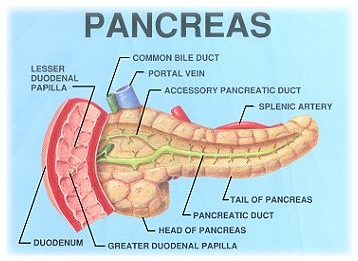 PANCREAS
COMMON BILE DUCT
LESSER
DUODENAL
PAPILLA
PORTAL VEIN
ACCESSORY PANCREATIC DUCT
SPLENIC ARTERY
TAIL OF PANCREAS
PANCREATIC DUCT
HEAD OF PANCREAS
DUODENUM
GREATER DUODENAL PAPILLA